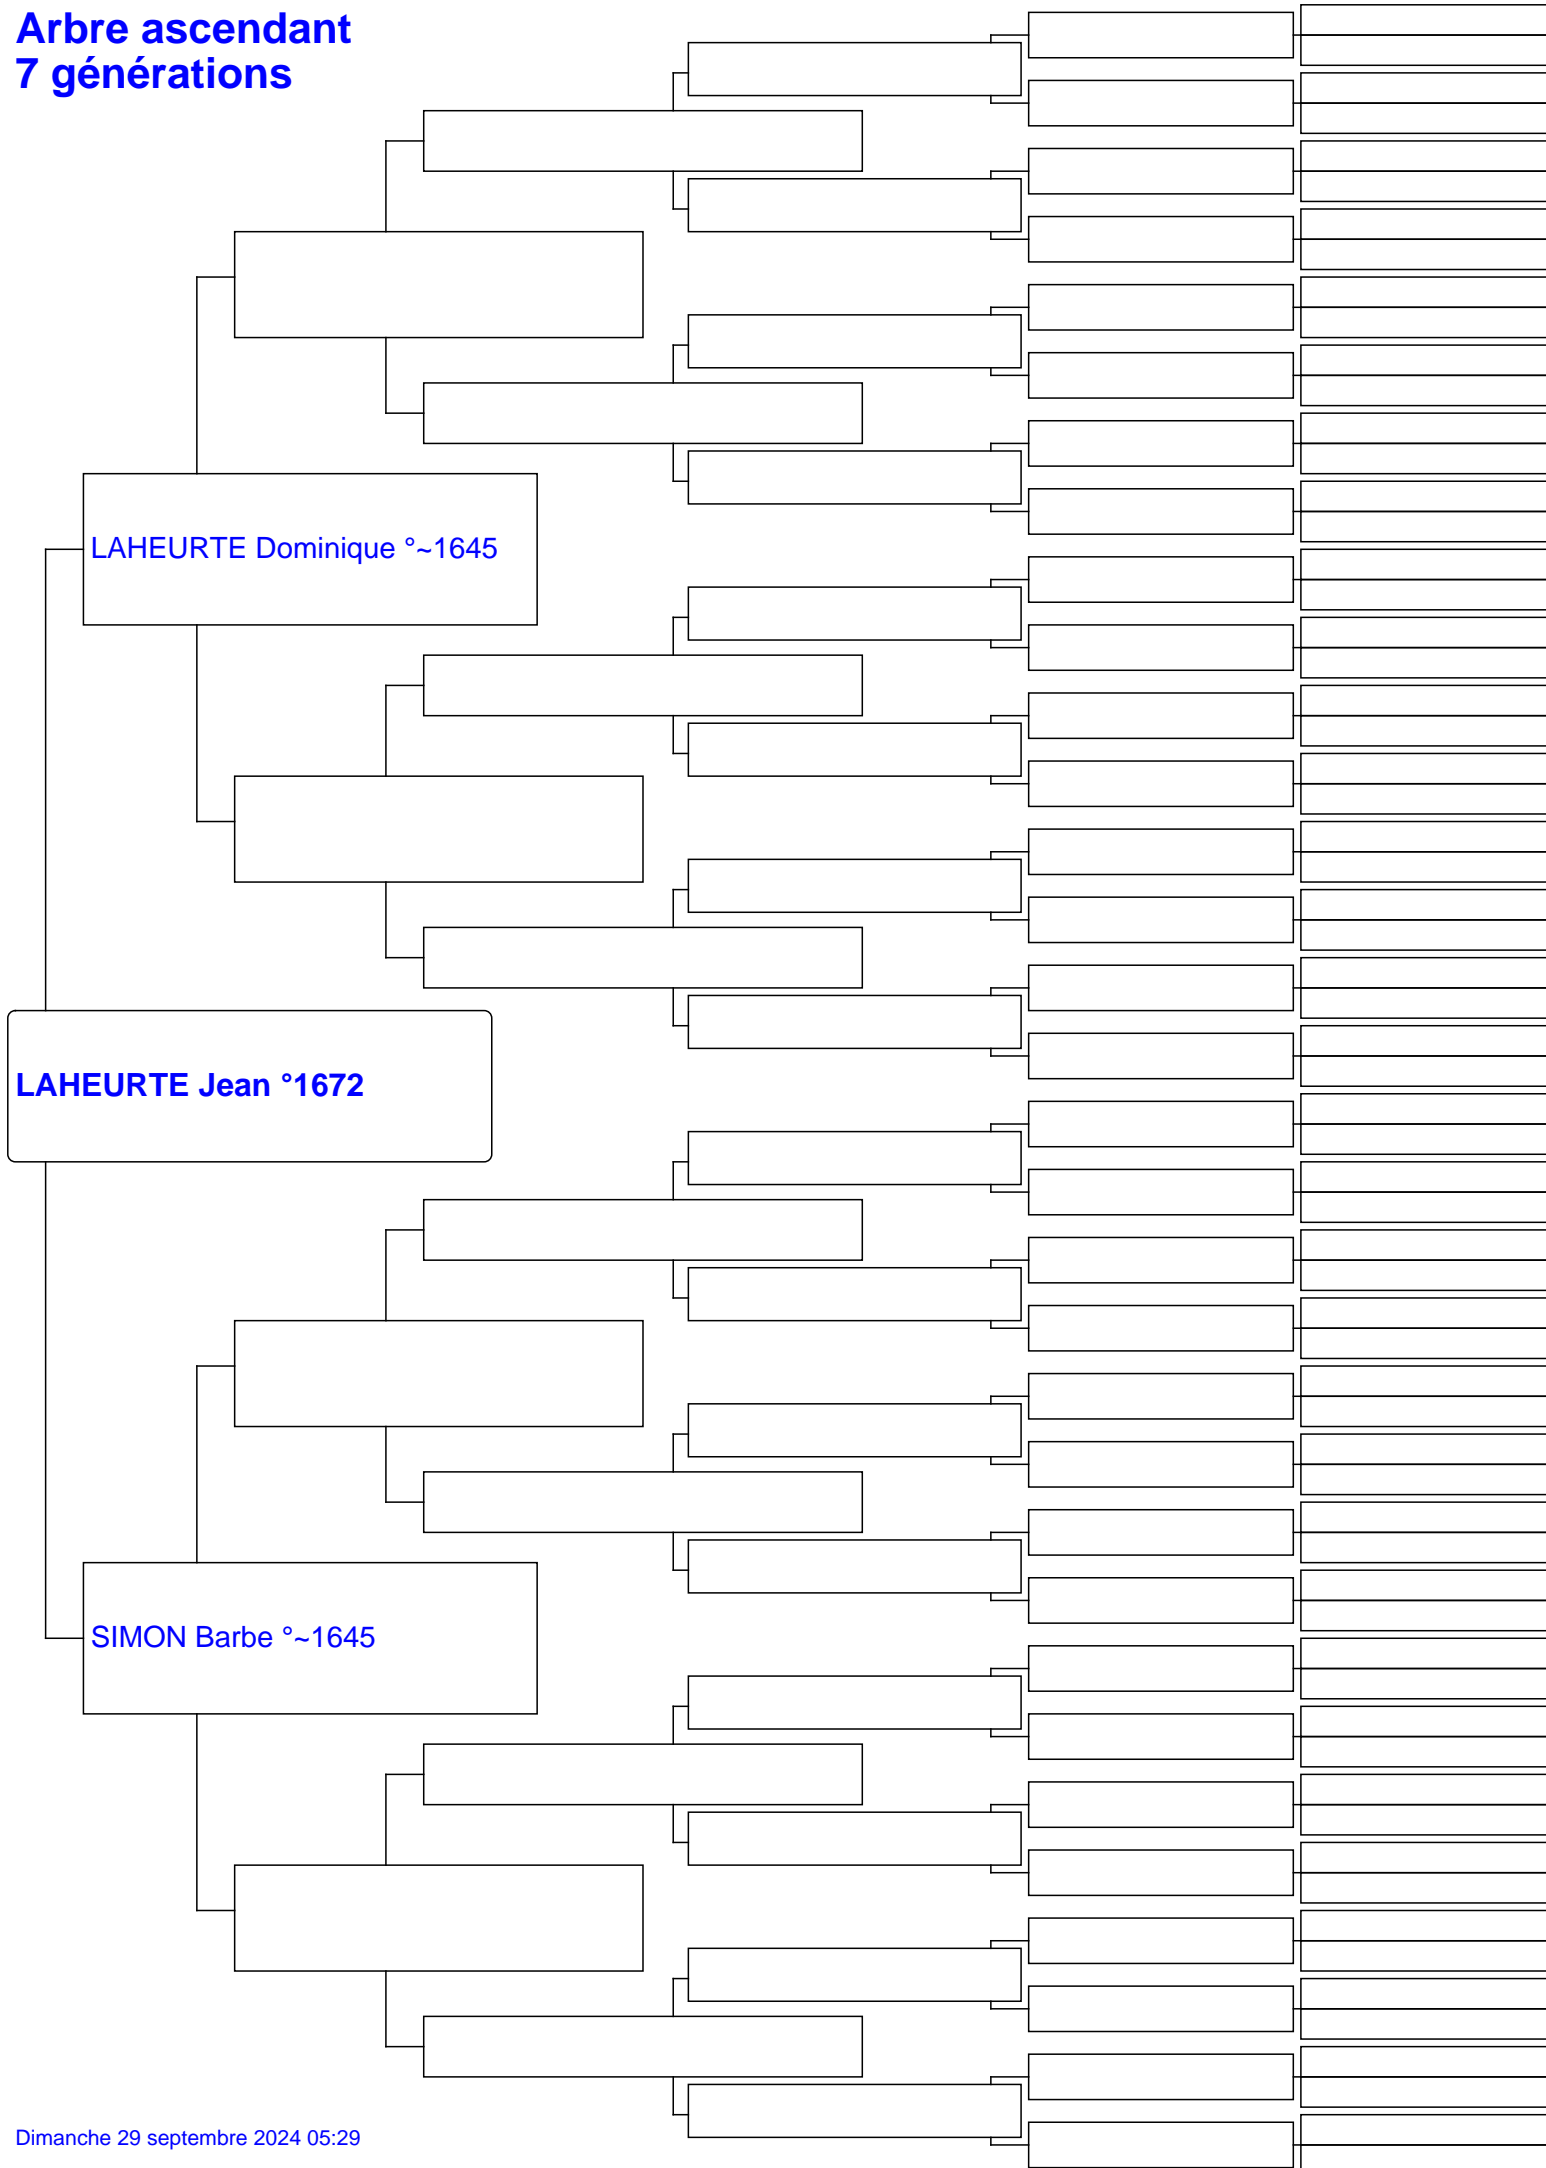 Arbre ascendant
7 générations
LAHEURTE Dominique °~1645
LAHEURTE Jean °1672
SIMON Barbe °~1645
Dimanche 29 septembre 2024 05:29